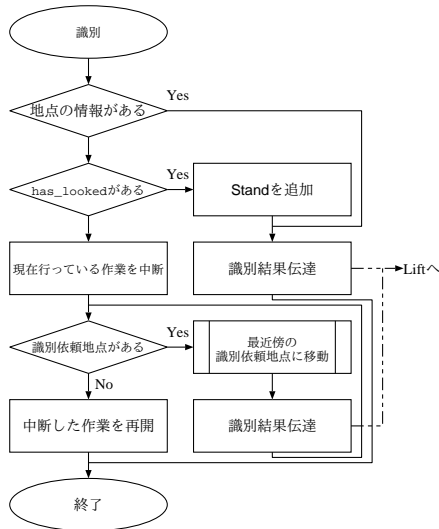 識別
地点の情報がある
Yes
has_lookedがある
Yes
Standを追加
現在行っている作業を中断
識別結果伝達
Liftへ
識別依頼地点がある
Yes
最近傍の
識別依頼地点に移動
No
中断した作業を再開
識別結果伝達
終了